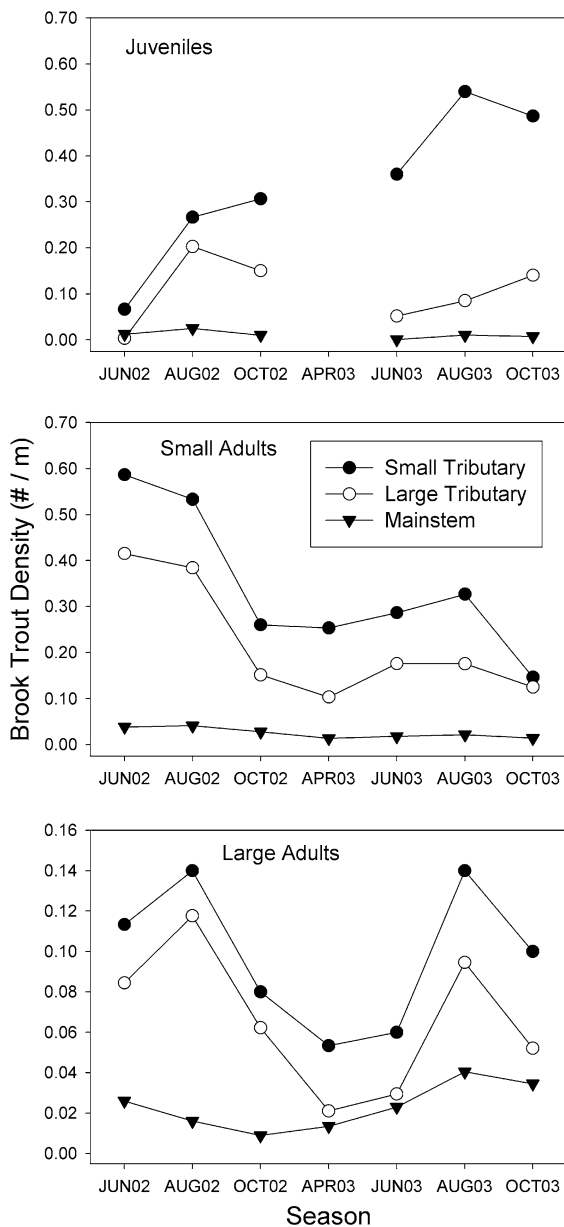 0.70
Juveniles
0.60
0.50
0.40
0.30
0.20
0.10
0.00
JUN02 AUG02 OCT02 APR03 JUN03 AUG03 OCT03
Brook Trout Density (# / m)
0.70
Small Adults
0.60
Small Tributary
Large Tributary
Mainstem
0.50
0.40
0.30
0.20
0.10
0.00
JUN02 AUG02 OCT02 APR03 JUN03 AUG03 OCT03
0.16
Large Adults
0.14
0.12
0.10
0.08
0.06
0.04
0.02
0.00
JUN02 AUG02 OCT02 APR03 JUN03 AUG03 OCT03
Season